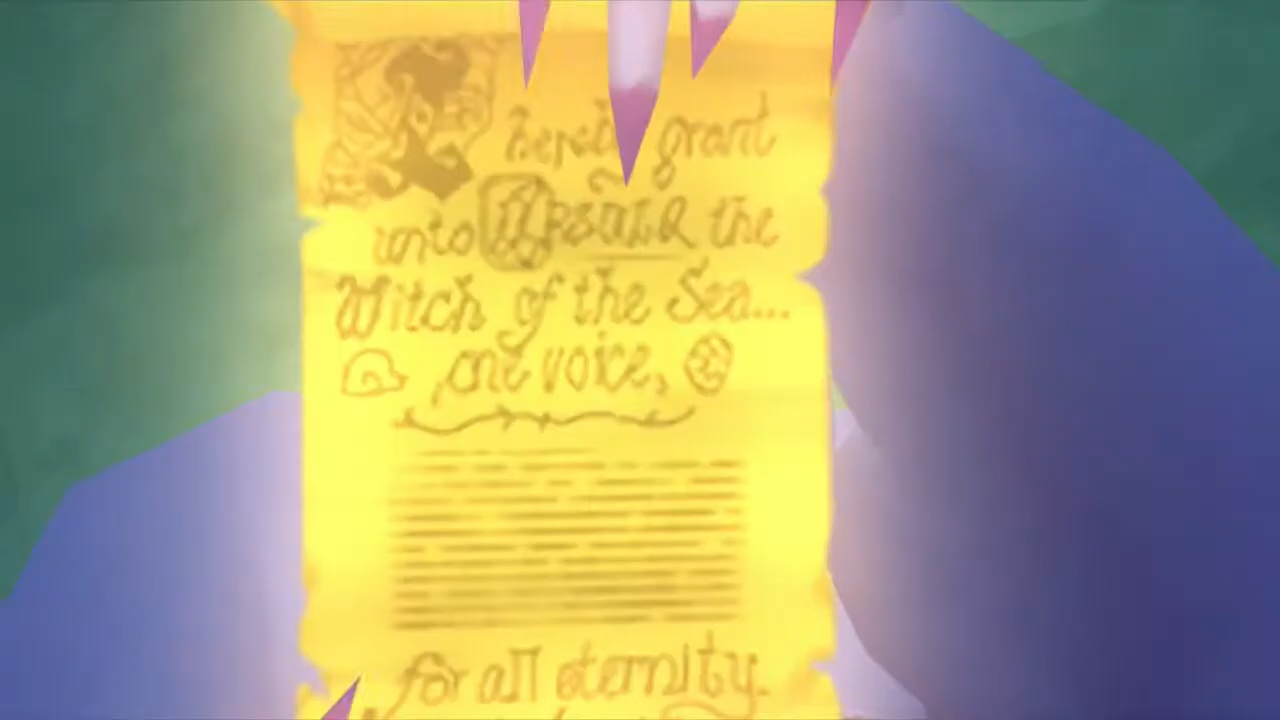 I hereby grant
unto Ursula the
Witch of the Sea...
one voice,
for all eternity.